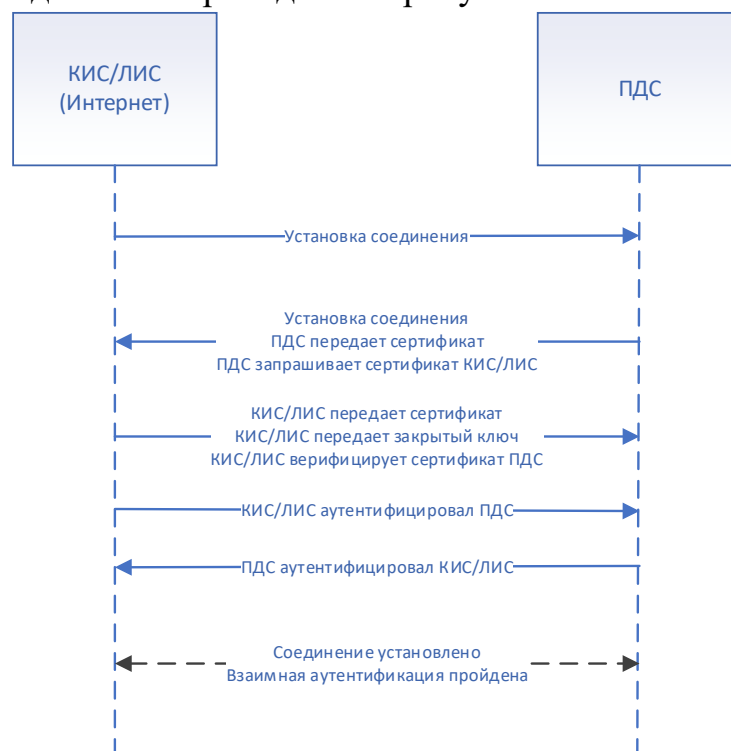 КИС/ЛИС
(Интернет)
ПДС
Установка соединения
Установка соединения
ПДС передает сертификат
ПДС запрашивает сертификат КИС/ЛИС
КИС/ЛИС передает сертификат
КИС/ЛИС передает закрытый ключ
КИС/ЛИС верифицирует сертификат ПДС
КИС/ЛИС аутентифицировал ПДС
ПДС аутентифицировал КИС/ЛИС
Соединение установлено
Взаимная аутентификация пройдена